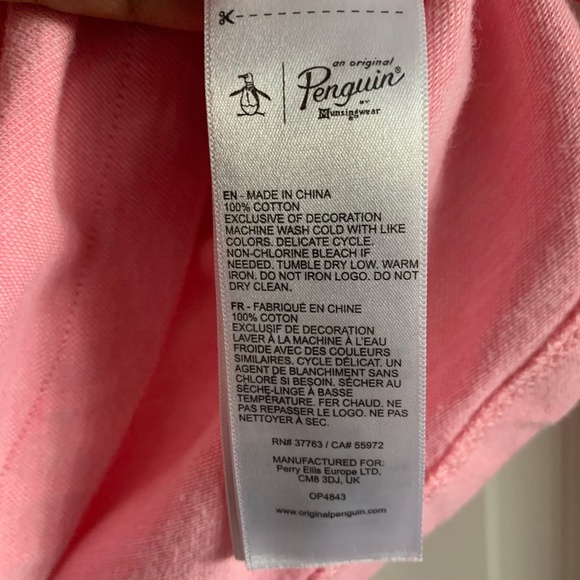 an original
Penguin®
BY
Munsingwear
EN - MADE IN CHINA
100% COTTON
EXCLUSIVE OF DECORATION
MACHINE WASH COLD WITH LIKE
COLORS. DELICATE CYCLE.
NON-CHLORINE BLEACH IF
NEEDED. TUMBLE DRY LOW. WARM
IRON. DO NOT IRON LOGO. DO NOT
DRY CLEAN.
FR - FABRIQUÉ EN CHINE
100% COTTON
EXCLUSIF DE DECORATION
LAVER À LA MACHINE À L'EAU
FROIDE AVEC DES COULEURS
SIMILAIRES. CYCLE DÉLICAT. UN
AGENT DE BLANCHIMENT SANS
CHLORÉ SI BESOIN. SÉCHER AU
SÈCHE-LINGE À BASSE
TEMPÉRATURE. FER CHAUD. NE
PAS REPASSER LE LOGO. NE PAS
NETTOYER À SEC.
RN# 37763 / CA# 55972
MANUFACTURED FOR:
Perry Ellis Europe LTD,
CM8 3DJ, UK
OP4843
www.originalpenguin.com